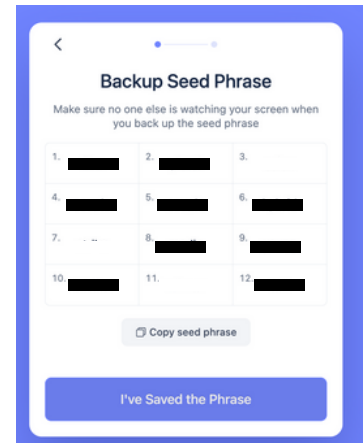 Backup Seed Phrase
Make sure no one else is watching your screen when
you back up the seed phrase
1. 2. 3.
4. 5. 6.
7. 8. 9.
10. 11. 12.
Copy seed phrase
I've Saved the Phrase